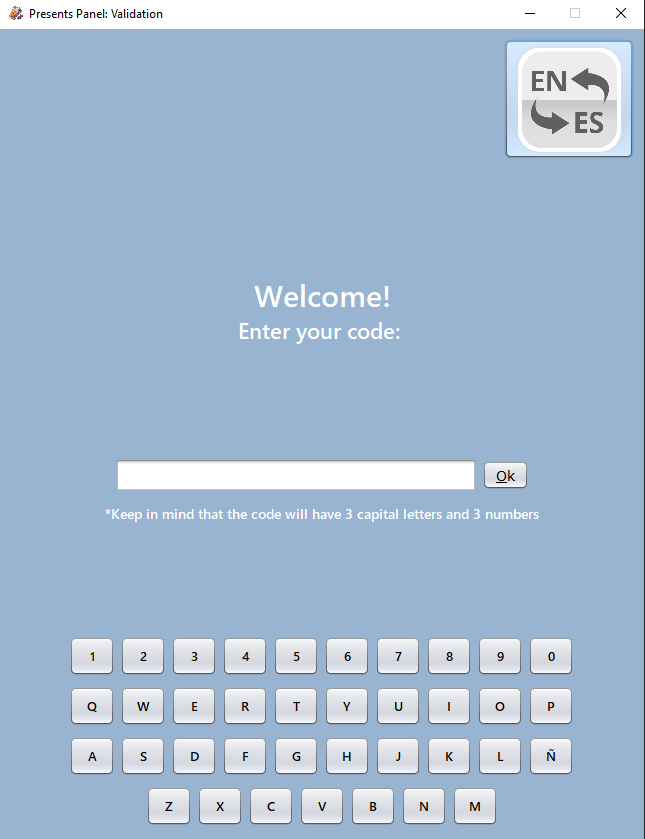 Presents Panel: Validation
EN
ES
Welcome!
Enter your code:
Ok
*Keep in mind that the code will have 3 capital letters and 3 numbers
1 2 3 4 5 6 7 8 9 0
Q W E R T Y U I O P
A S D F G H J K L Ñ
Z X C V B N M